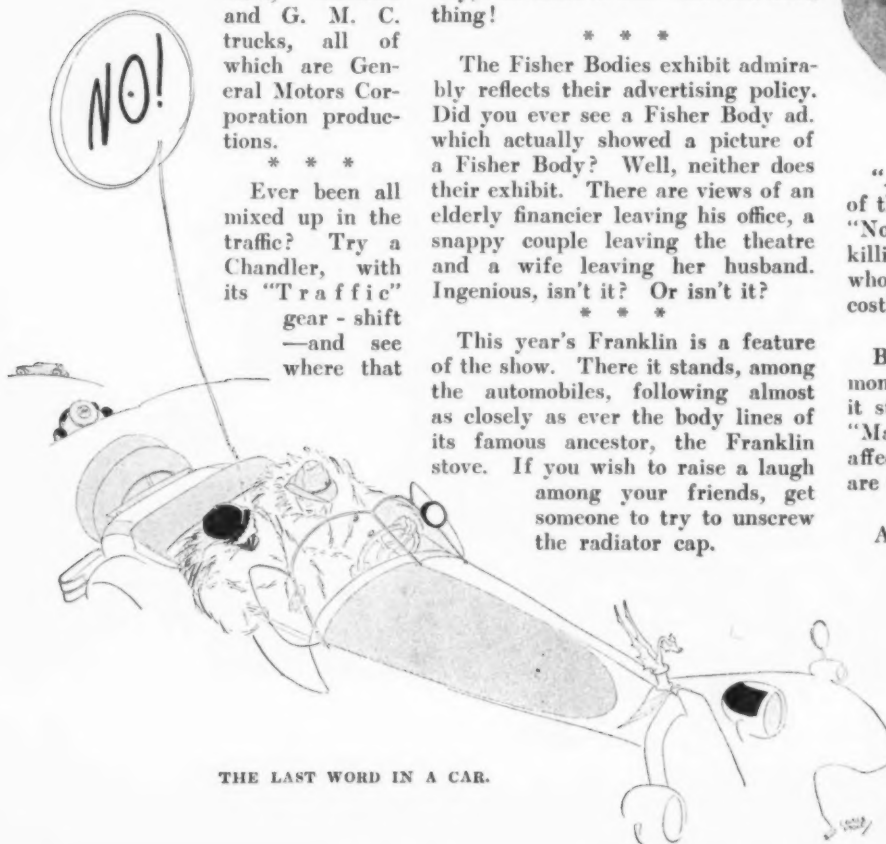 NO!
and G. M. C.
trucks, all of
which are Gen-
eral Motors Cor-
poration produc-
tions.
* * *
Ever been all
mixed up in the
traffic? Try a
Chandler, with
its "Traffic"
gear - shift
—and see
where that
thing!
* * *
The Fisher Bodies exhibit admira-
bly reflects their advertising policy.
Did you ever see a Fisher Body ad.
which actually showed a picture of
a Fisher Body? Well, neither does
their exhibit. There are views of an
elderly financier leaving his office, a
snappy couple leaving the theatre
and a wife leaving her husband.
Ingenious, isn't it? Or isn't it?
* * *
This year's Franklin is a feature
of the show. There it stands, among
the automobiles, following almost
as closely as ever the body lines of
its famous ancestor, the Franklin
stove. If you wish to raise a laugh
among your friends, get
someone to try to unscrew
the radiator cap.
of
"No
who
cost
it
are
A
THE LAST WORD IN A CAR.